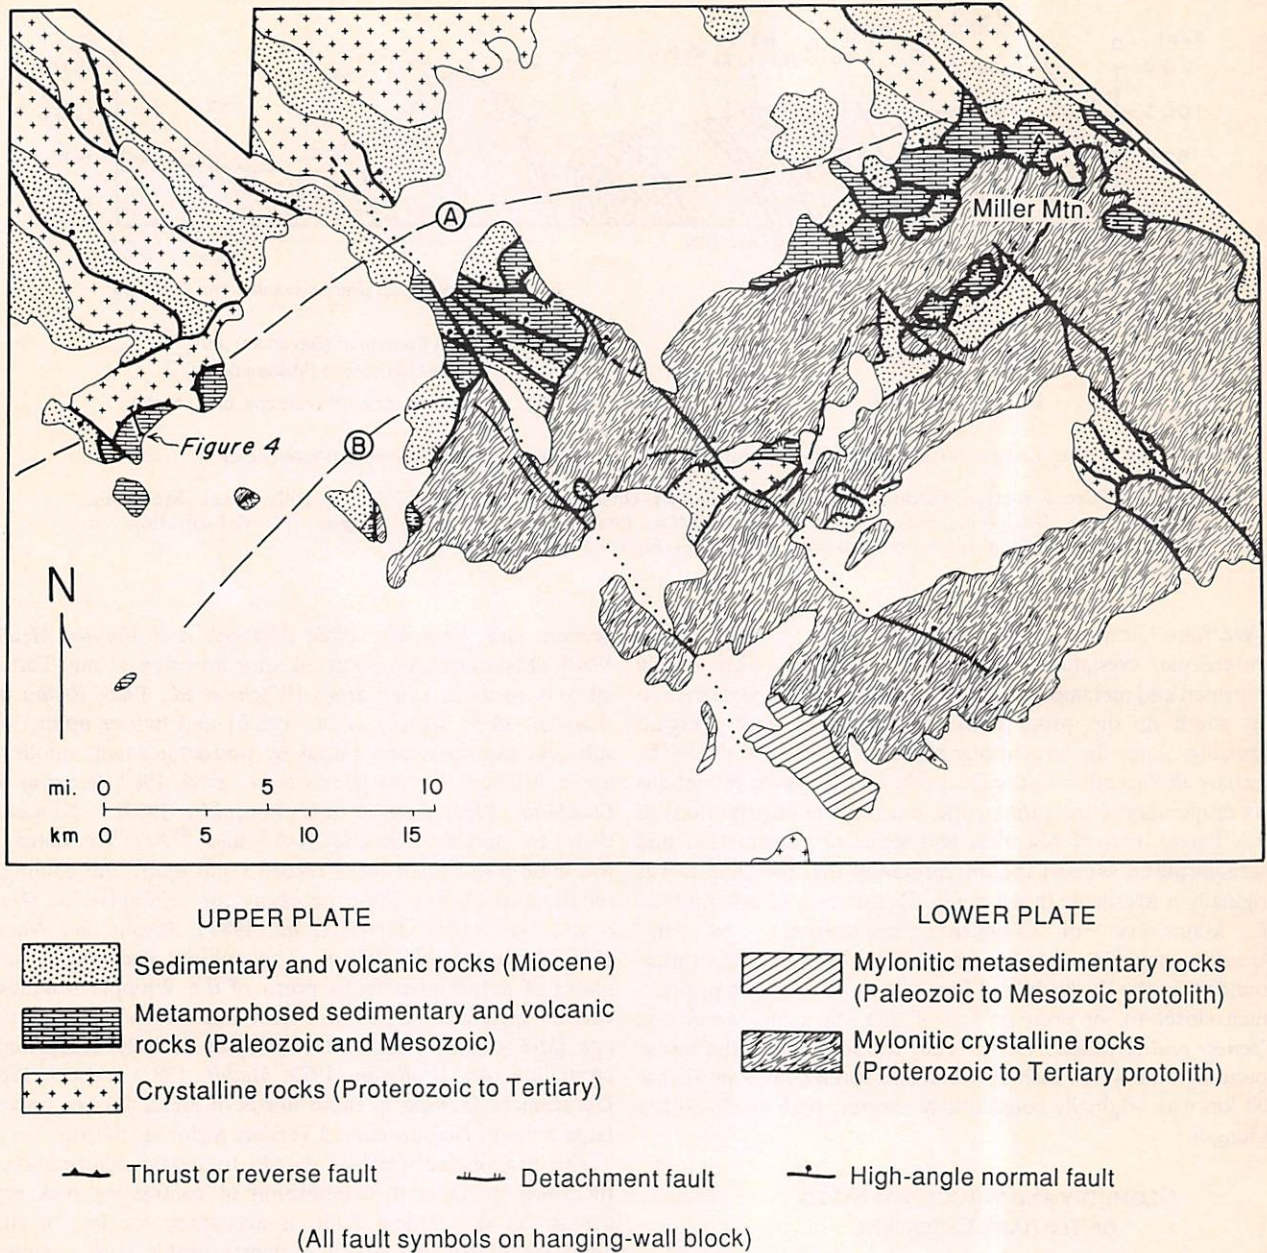 Miller Mtn.
A
B
Figure 4
N
mi. 0 5 10
km 0 5 10 15
UPPER PLATE
Sedimentary and volcanic rocks (Miocene)
Metamorphosed sedimentary and volcanic
rocks (Paleozoic and Mesozoic)
Crystalline rocks (Proterozoic to Tertiary)
LOWER PLATE
Mylonitic metasedimentary rocks
(Paleozoic to Mesozoic protolith)
Mylonitic crystalline rocks
(Proterozoic to Tertiary protolith)
Thrust or reverse fault
Detachment fault
High-angle normal fault
(All fault symbols on hanging-wall block)